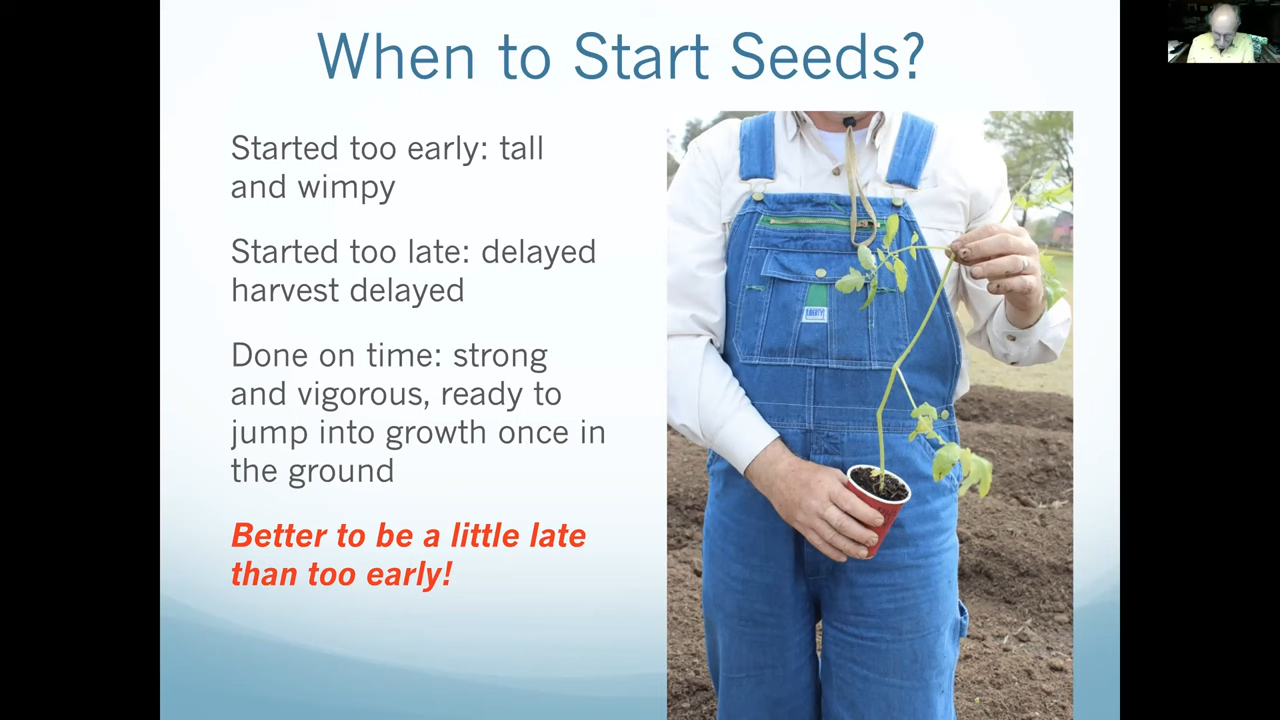 When to Start Seeds?
Started too early: tall
and wimpy
Started too late: delayed
harvest delayed
Done on time: strong
and vigorous, ready to
jump into growth once in
the ground
Better to be a little late
than too early!
LIBERTY